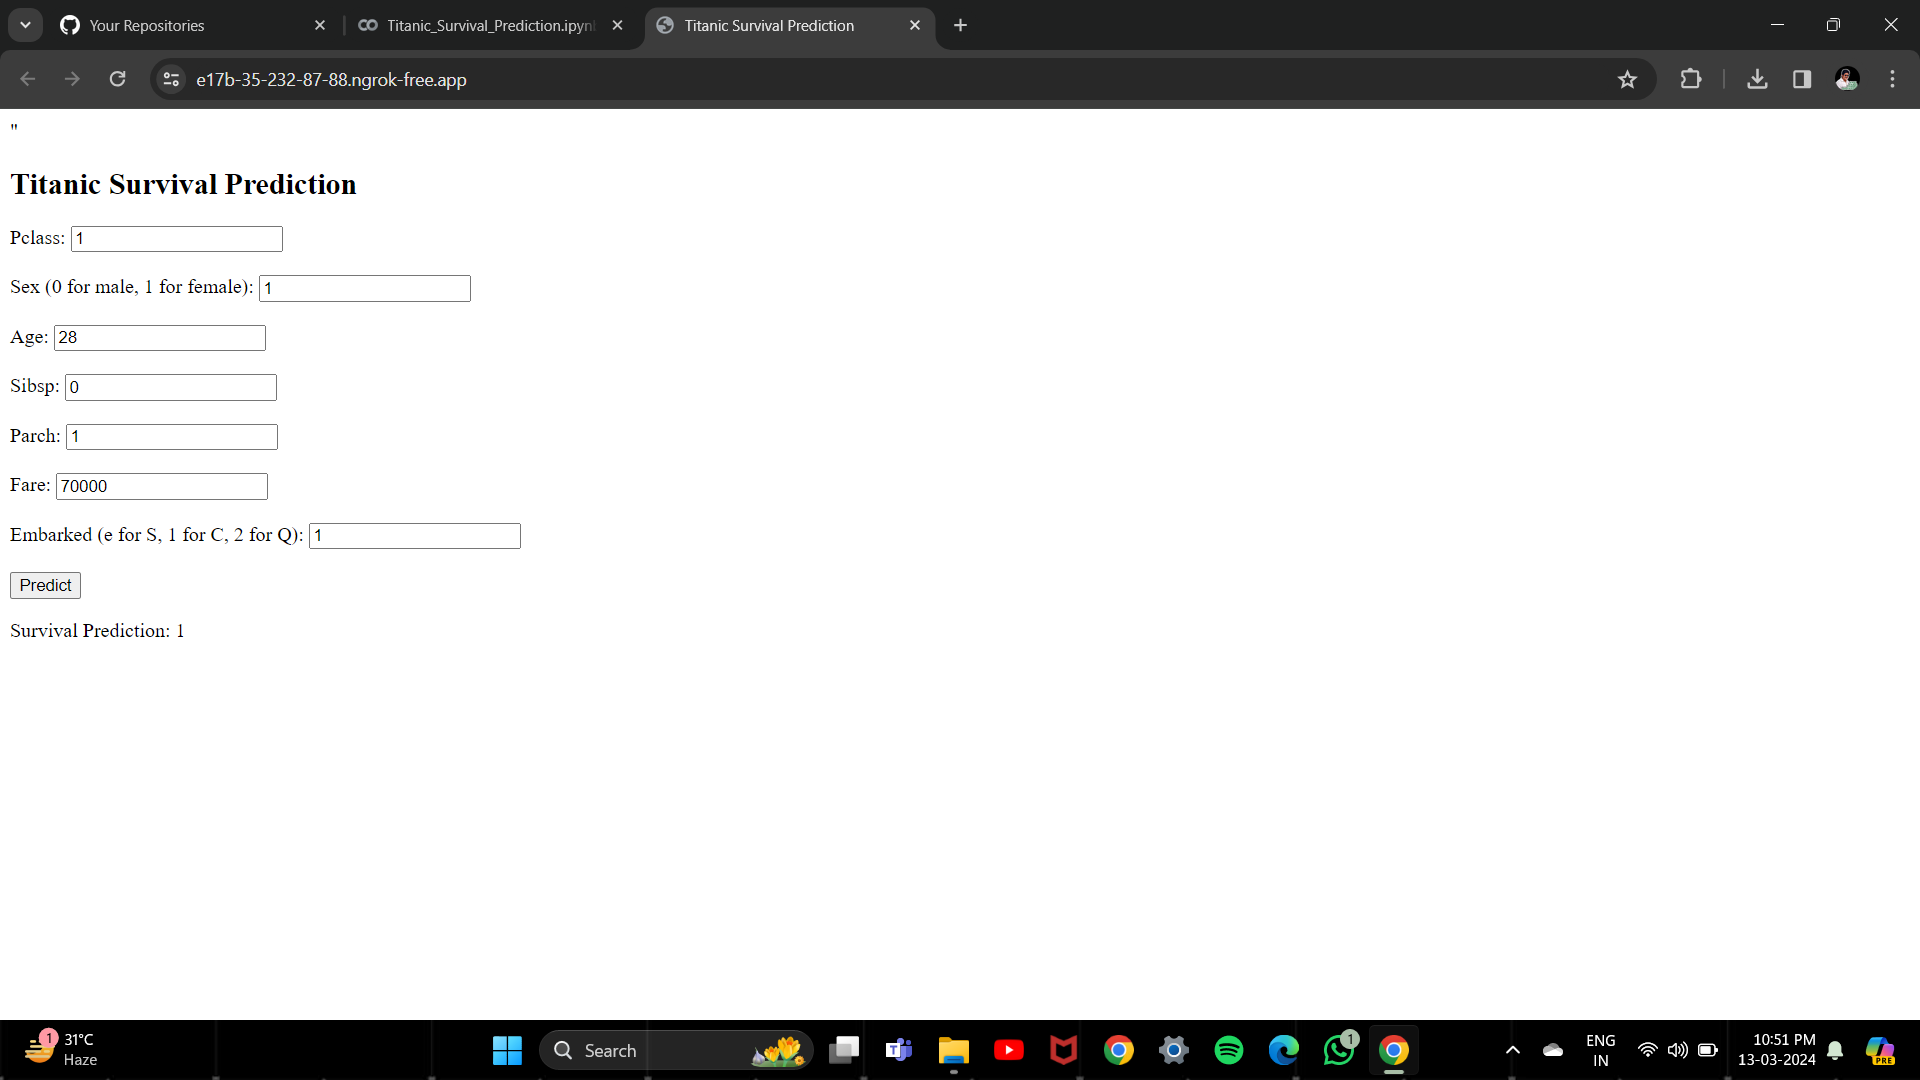 Your Repositories
Titanic_Survival_Prediction.ipyn
Titanic Survival Prediction
e17b-35-232-87-88.ngrok-free.app
"
Titanic Survival Prediction
Pclass: 1
Sex (0 for male, 1 for female): 1
Age: 28
Sibsp: 0
Parch: 1
Fare: 70000
Embarked (e for S, 1 for C, 2 for Q): 1
Predict
Survival Prediction: 1
1
31°C
Haze
Search
1
ENG
IN
10:51 PM
13-03-2024
PRE